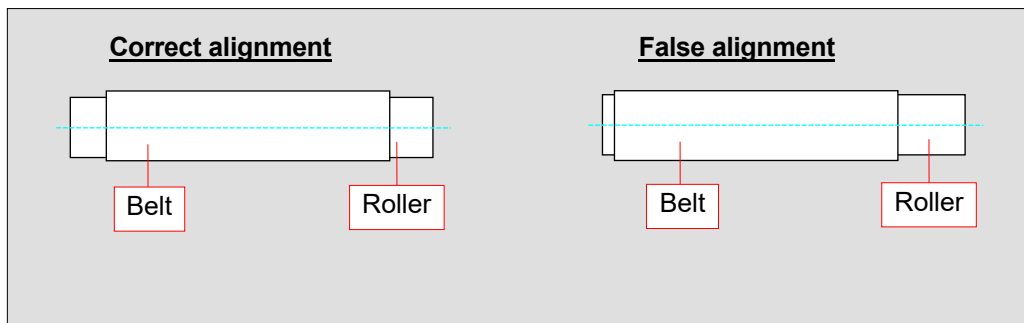 Correct alignment
False alignment
Belt
Roller
Belt
Roller